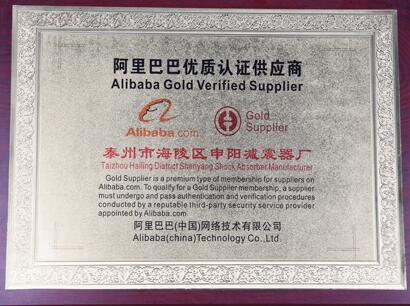 阿里巴巴优质认证供应商
Alibaba Gold Verified Supplier
Alibaba.com
Gold Supplier
泰州市海陵区申阳减震器厂
Taizhou Hailing District Shenyang Shock Absorber Manufacturer
Gold Supplier is a premium type of membership for suppliers on
Alibaba.com. To qualify for a Gold Supplier membership, a supplier
must undergo and pass authentication and verification procedures
conducted by a reputable third-party security service provider
appointed by Alibaba.com
阿里巴巴(中国)网络技术有限公司
Alibaba(china)Technology Co.,Ltd.